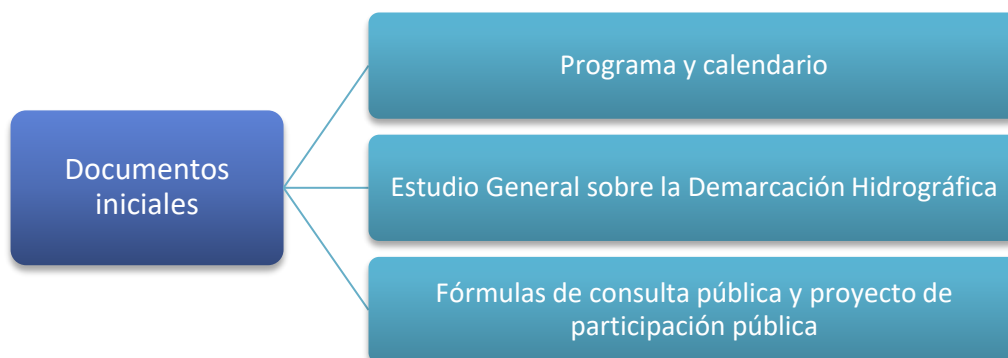 Documentos
iniciales
Programa y calendario
Estudio General sobre la Demarcación Hidrográfica
Fórmulas de consulta pública y proyecto de
participación pública